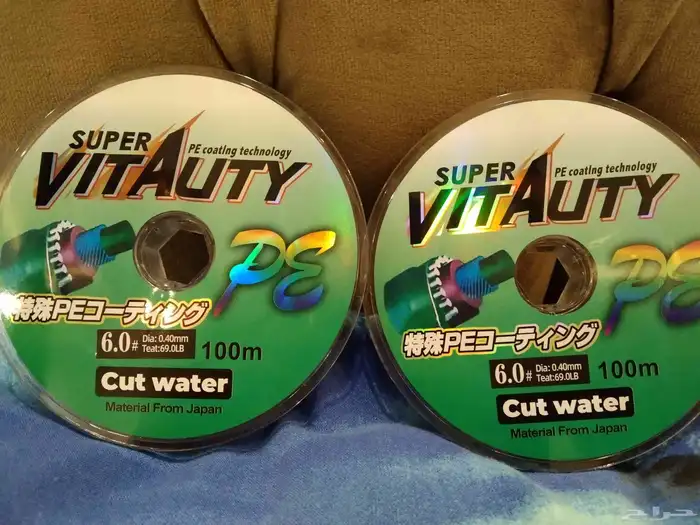 SUPER
VITAUTY
PE coating technology
PE
特殊PEコーティング
6.0#
Dia: 0.40mm
Teat:69.0LB
100m
Cut water
Material From Japan
SUPER
VITAUTY
PE coating technology
PE
特殊PEコーティング
6.0#
Dia: 0.40mm
Teat:69.0LB
100m
Cut water
Material From Japan
حراج